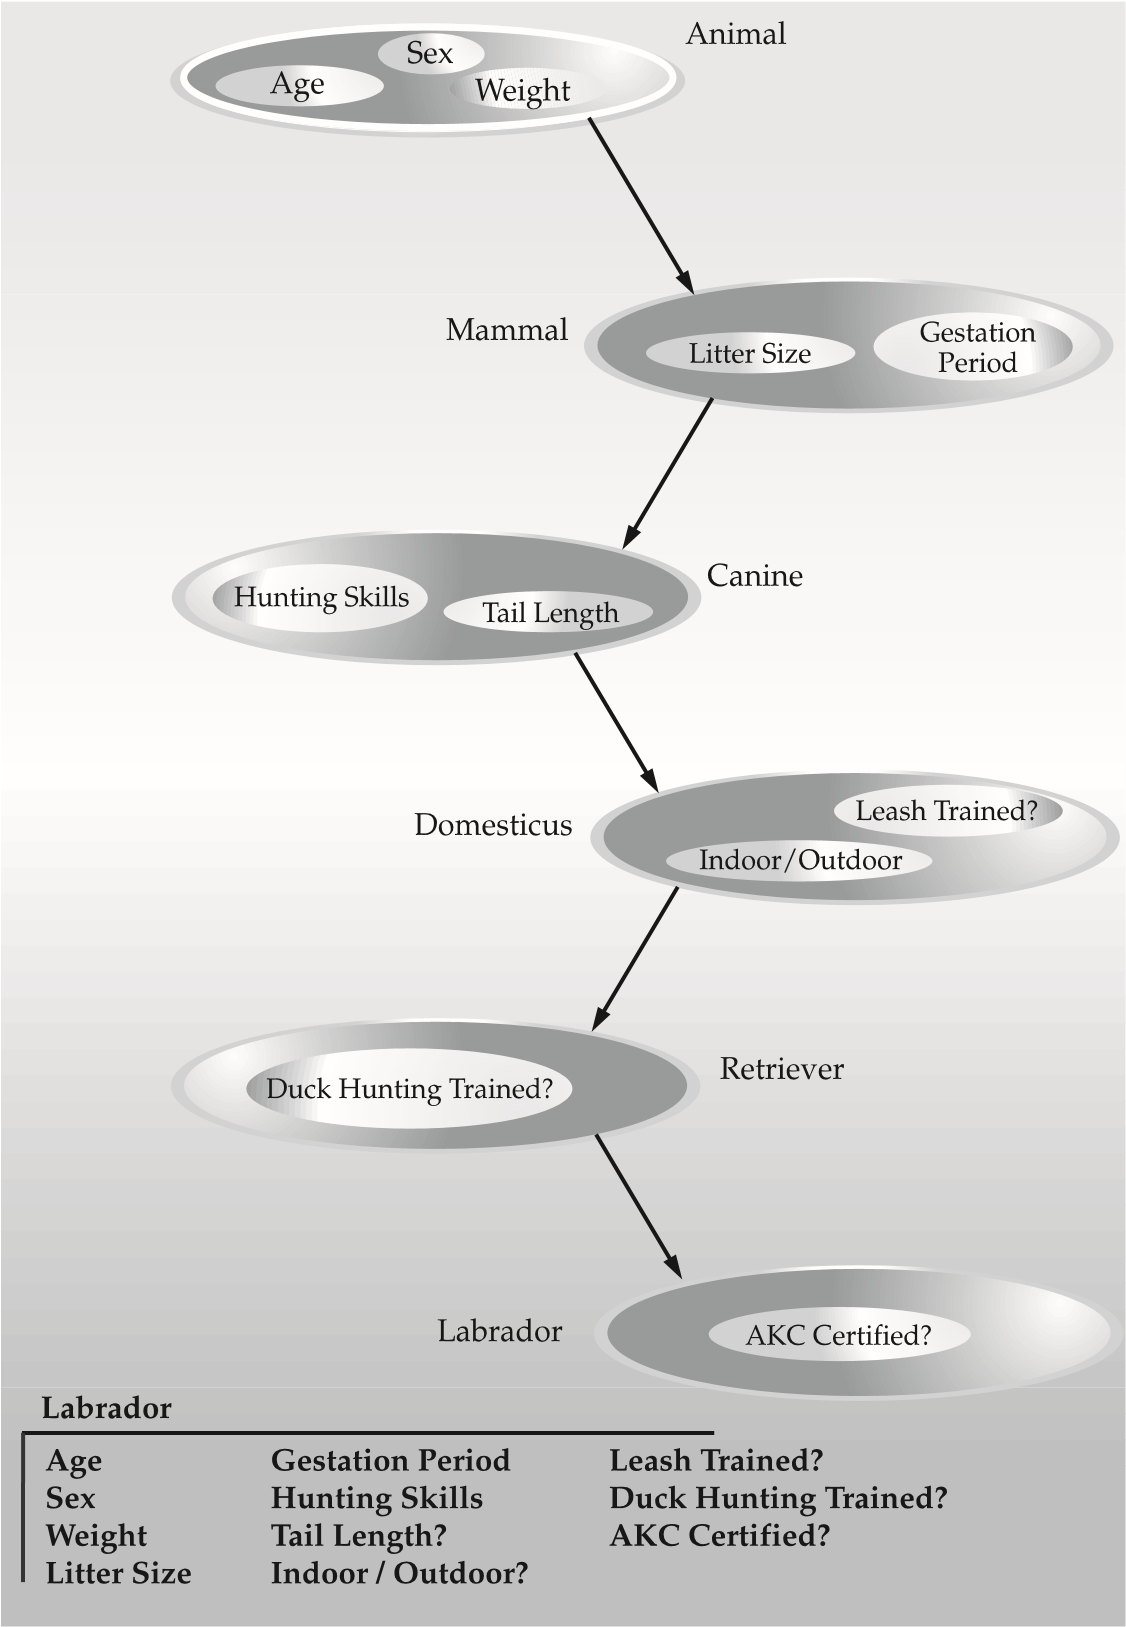 Animal
Sex
Age
Weight
Mammal
Litter Size
Gestation
Period
Canine
Hunting Skills
Tail Length
Domesticus
Leash Trained?
Indoor/Outdoor
Retriever
Duck Hunting Trained?
Labrador
AKC Certified?
Labrador
Age Gestation Period Leash Trained?
Sex Hunting Skills Duck Hunting Trained?
Weight Tail Length? AKC Certified?
Litter Size Indoor / Outdoor?